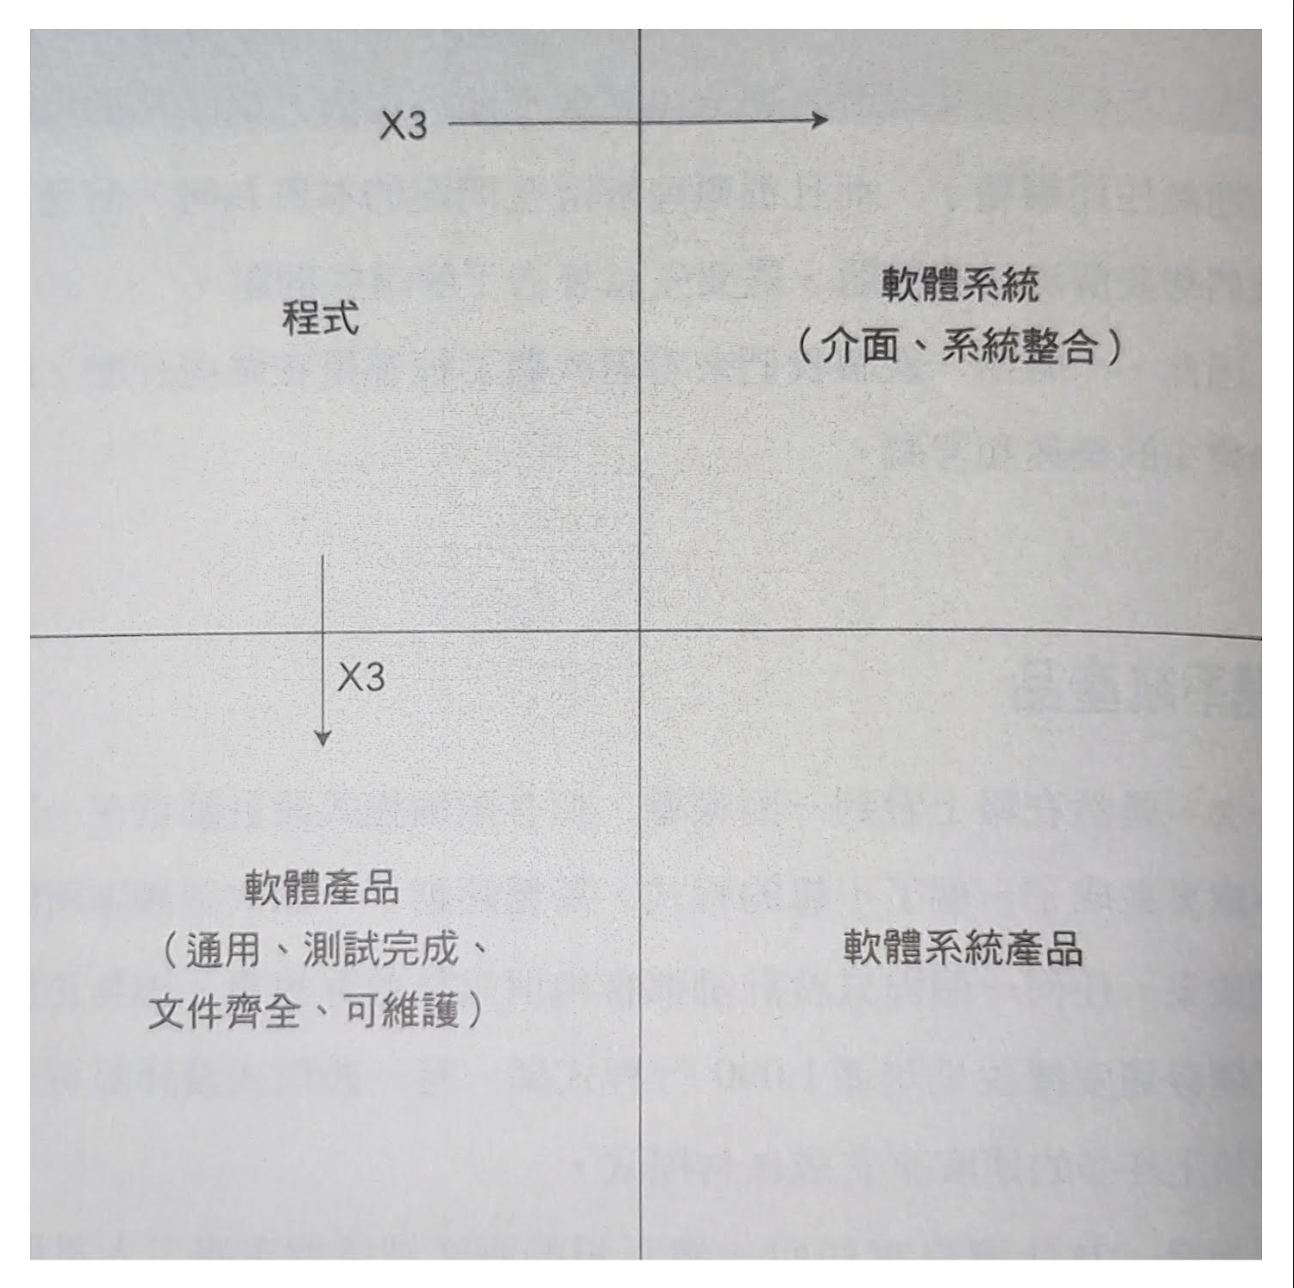 X3
程式
軟體系統
（介面、系統整合）
X3
軟體產品
（通用、測試完成、
文件齊全、可維護）
軟體系統產品